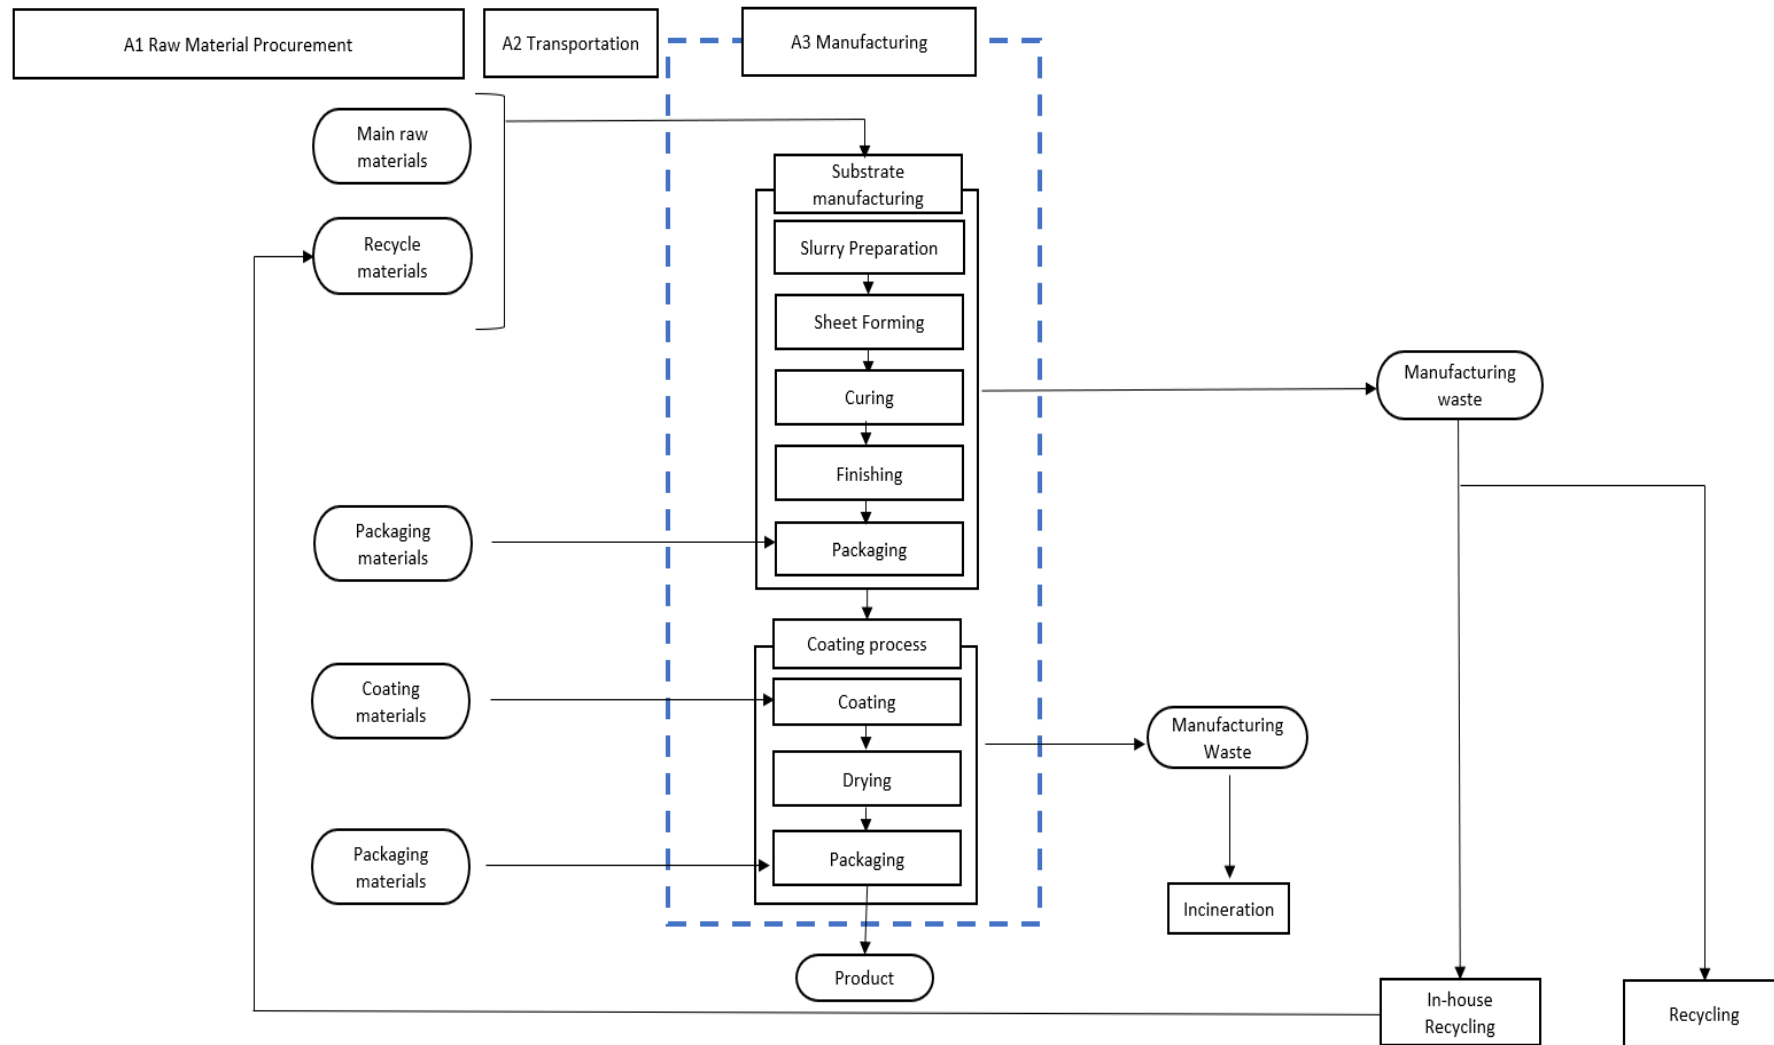 A1 Raw Material Procurement
A2 Transportation
A3 Manufacturing
Main raw
materials
Substrate
manufacturing
Recycle
materials
Slurry Preparation
Sheet Forming
Curing
Manufacturing
waste
Finishing
Packaging
materials
Packaging
Coating process
Coating
materials
Coating
Manufacturing
Waste
Drying
Packaging
materials
Packaging
Incineration
Product
In-house
Recycling
Recycling